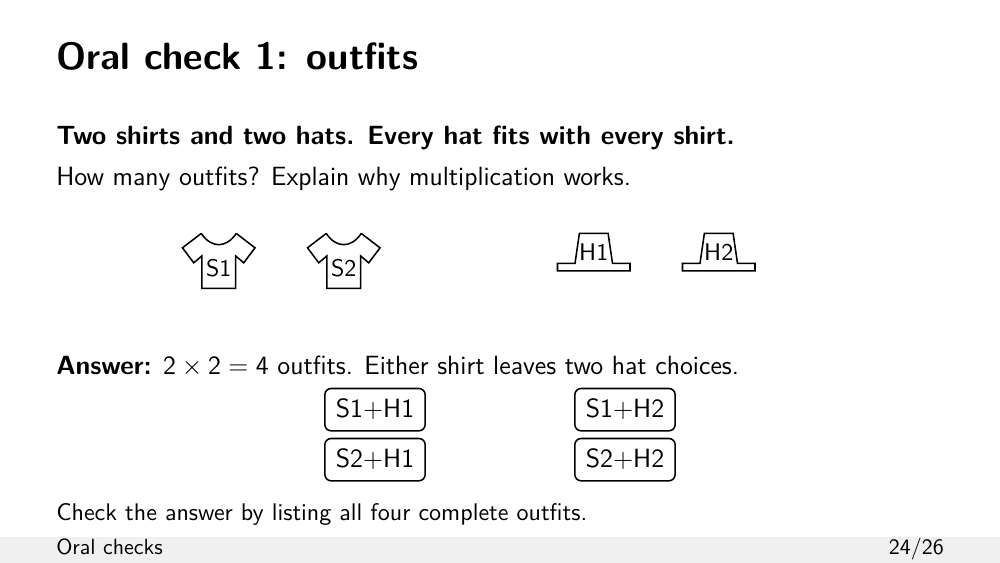 Oral check 1: outfits
Two shirts and two hats. Every hat fits with every shirt.
How many outfits? Explain why multiplication works.
S1 S2 H1 H2
Answer: 2 × 2 = 4 outfits. Either shirt leaves two hat choices.
S1+H1 S1+H2
S2+H1 S2+H2
Check the answer by listing all four complete outfits.
Oral checks 24/26